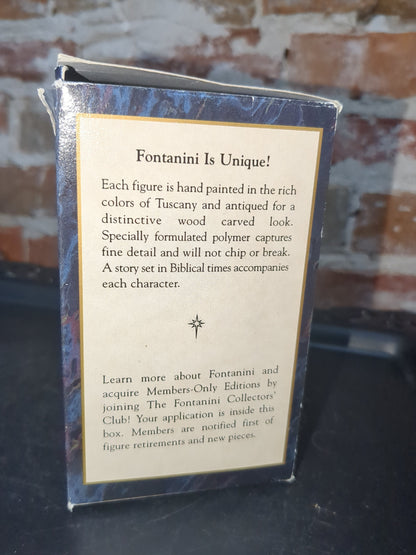 Fontanini Is Unique!
Each figure is hand painted in the rich
colors of Tuscany and antiqued for a
distinctive wood carved look.
Specially formulated polymer captures
fine detail and will not chip or break.
A story set in Biblical times accompanies
each character.
Learn more about Fontanini and
acquire Members-Only Editions by
joining The Fontanini Collectors'
Club! Your application is inside this
box. Members are notified first of
figure retirements and new pieces.